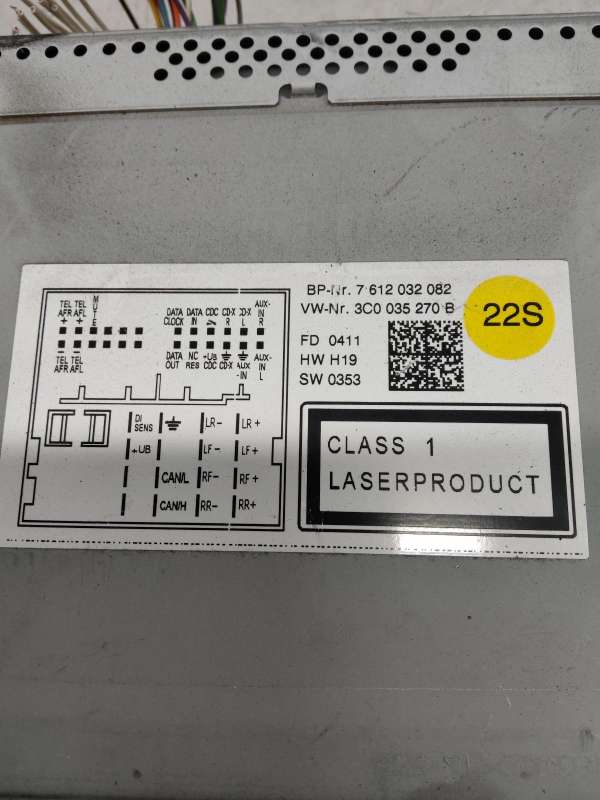 BP-Nr. 7 612 032 082
VW-Nr. 3C0 035 270 B
22S
FD 0411
HW H19
SW 0353
CLASS 1
LASERPRODUCT
TEL TEL MUTE
AFR AFL
+ +
− −
TEL TEL
AFR AFL
DATA DATA CDC CD-X CD-X AUX-
CLOCK IN R L IN
R
DATA NC +UB AUX AUX-
OUT RES CDC CD-X -IN IN
L
DI LR− LR+
SENS
+UB LF− LF+
CAN/L RF− RF+
CAN/H RR− RR+